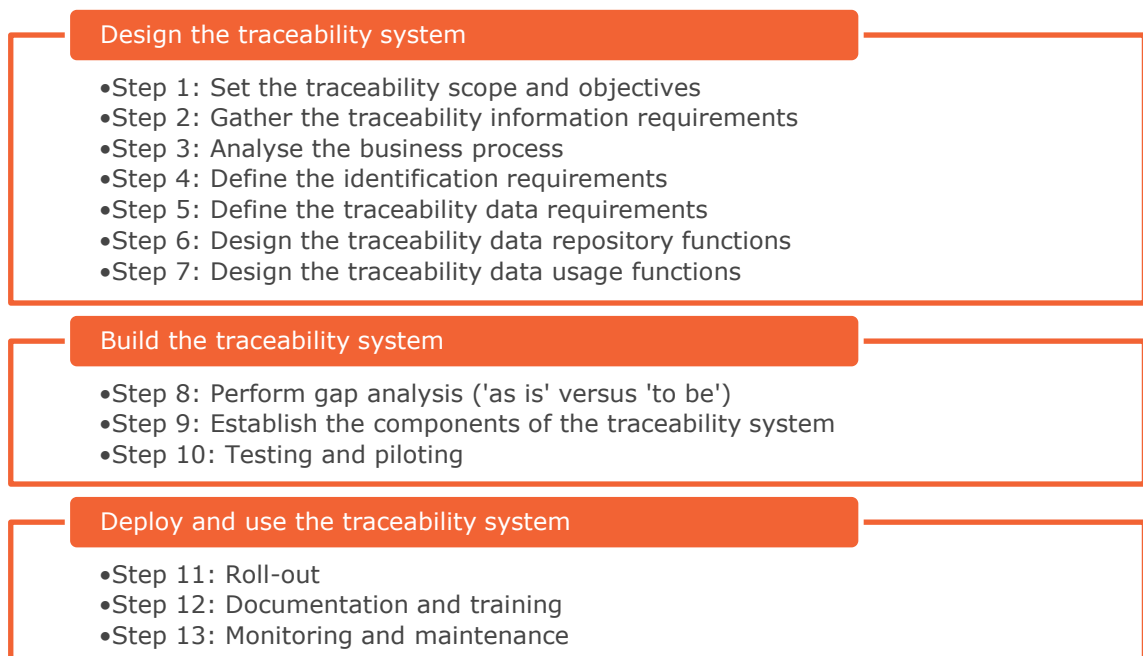 Design the traceability system
•Step 1: Set the traceability scope and objectives
•Step 2: Gather the traceability information requirements
•Step 3: Analyse the business process
•Step 4: Define the identification requirements
•Step 5: Define the traceability data requirements
•Step 6: Design the traceability data repository functions
•Step 7: Design the traceability data usage functions
Build the traceability system
•Step 8: Perform gap analysis ('as is' versus 'to be')
•Step 9: Establish the components of the traceability system
•Step 10: Testing and piloting
Deploy and use the traceability system
•Step 11: Roll-out
•Step 12: Documentation and training
•Step 13: Monitoring and maintenance